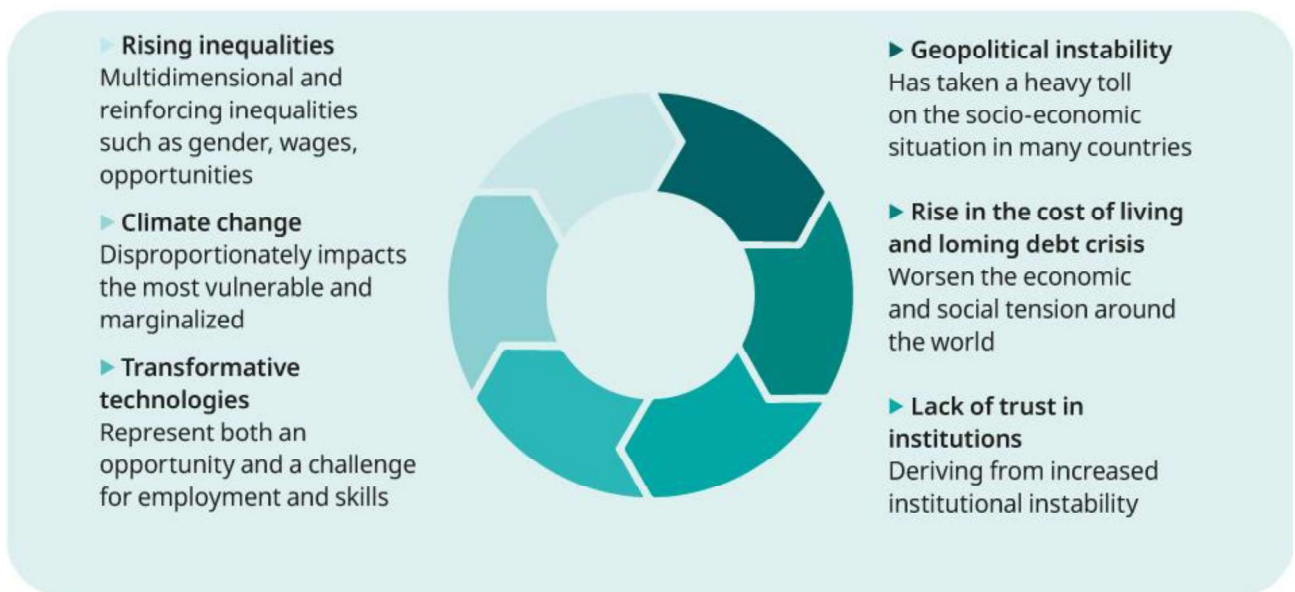 ▶ Rising inequalities
Multidimensional and
reinforcing inequalities
such as gender, wages,
opportunities
▶ Climate change
Disproportionately impacts
the most vulnerable and
marginalized
▶ Transformative
technologies
Represent both an
opportunity and a challenge
for employment and skills
▶ Geopolitical instability
Has taken a heavy toll
on the socio-economic
situation in many countries
▶ Rise in the cost of living
and loming debt crisis
Worsen the economic
and social tension around
the world
▶ Lack of trust in
institutions
Deriving from increased
institutional instability